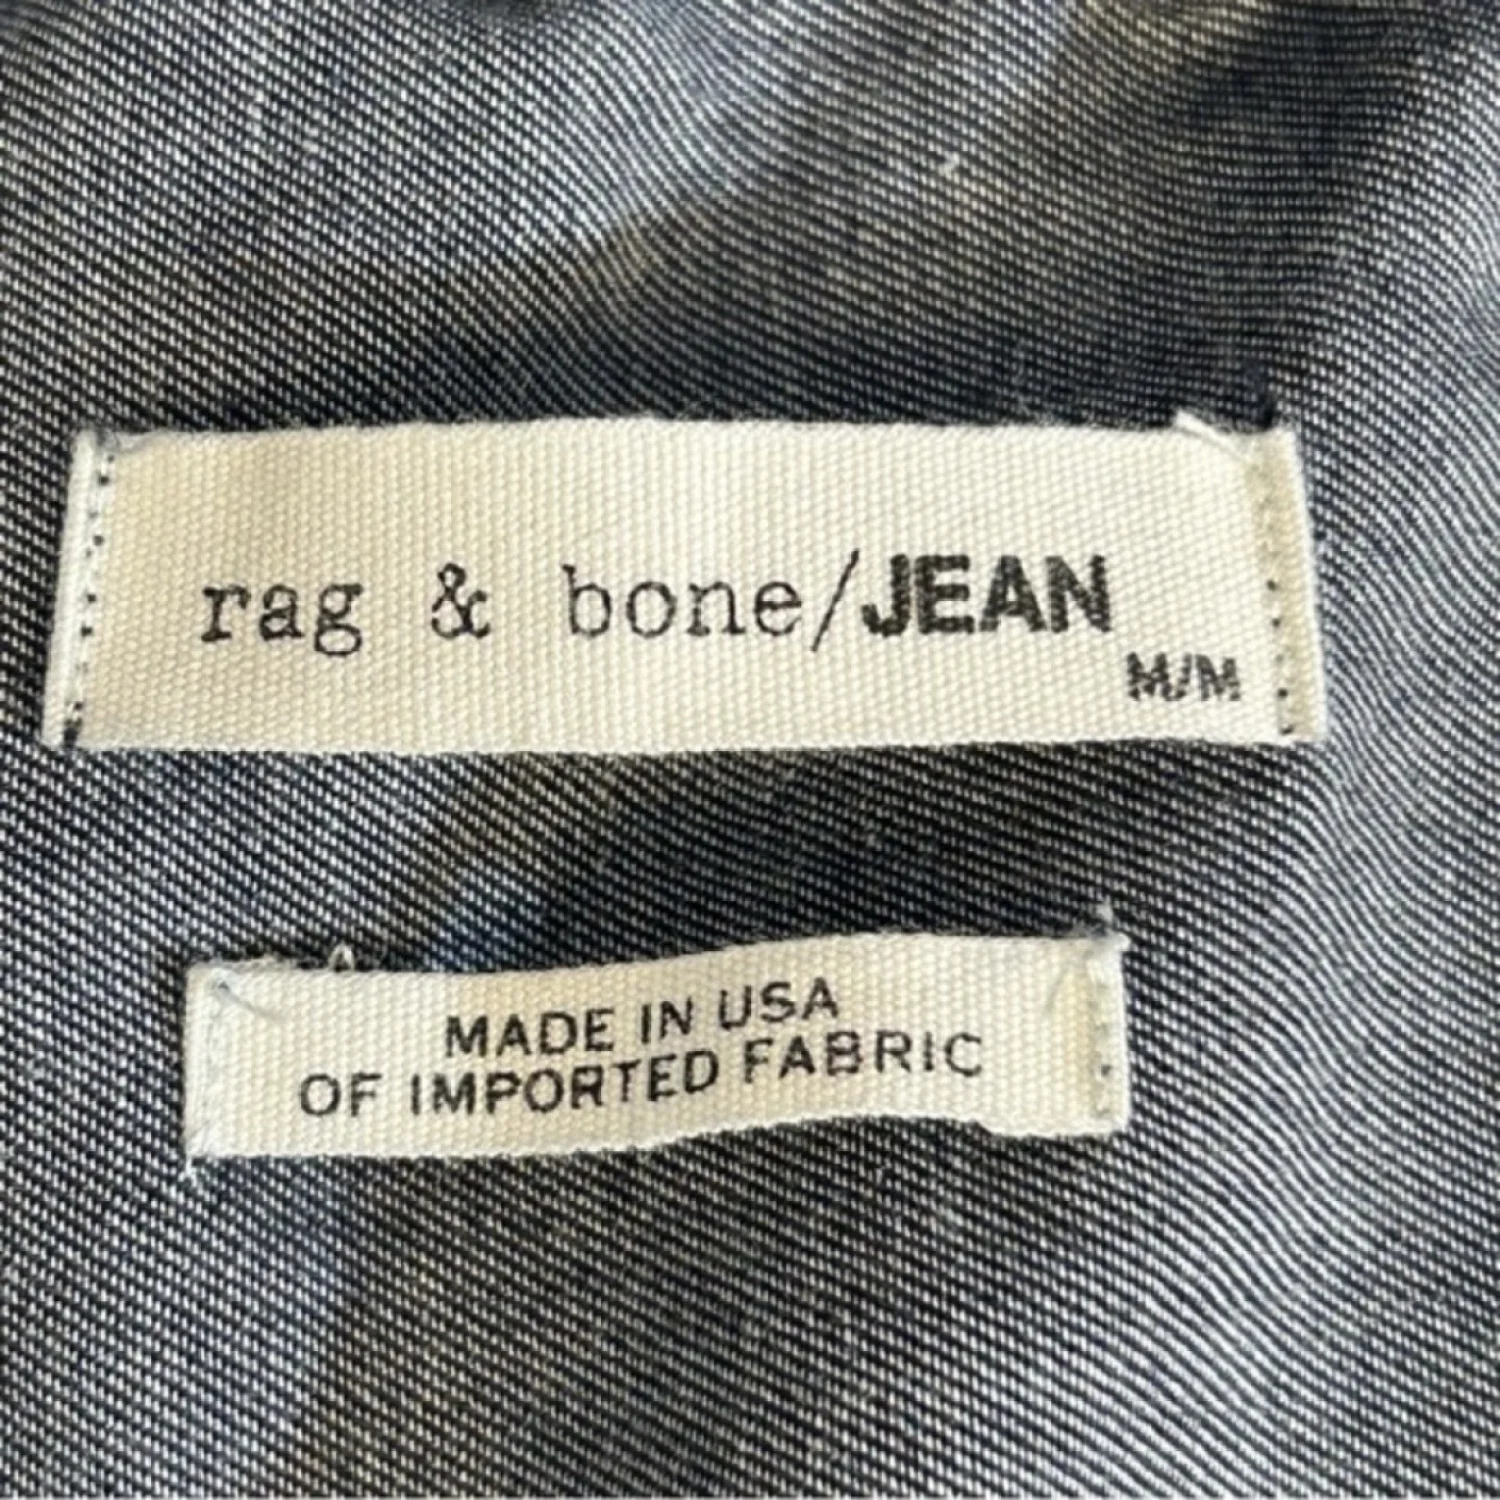 rag & bone/JEAN
M/M
MADE IN USA
OF IMPORTED FABRIC